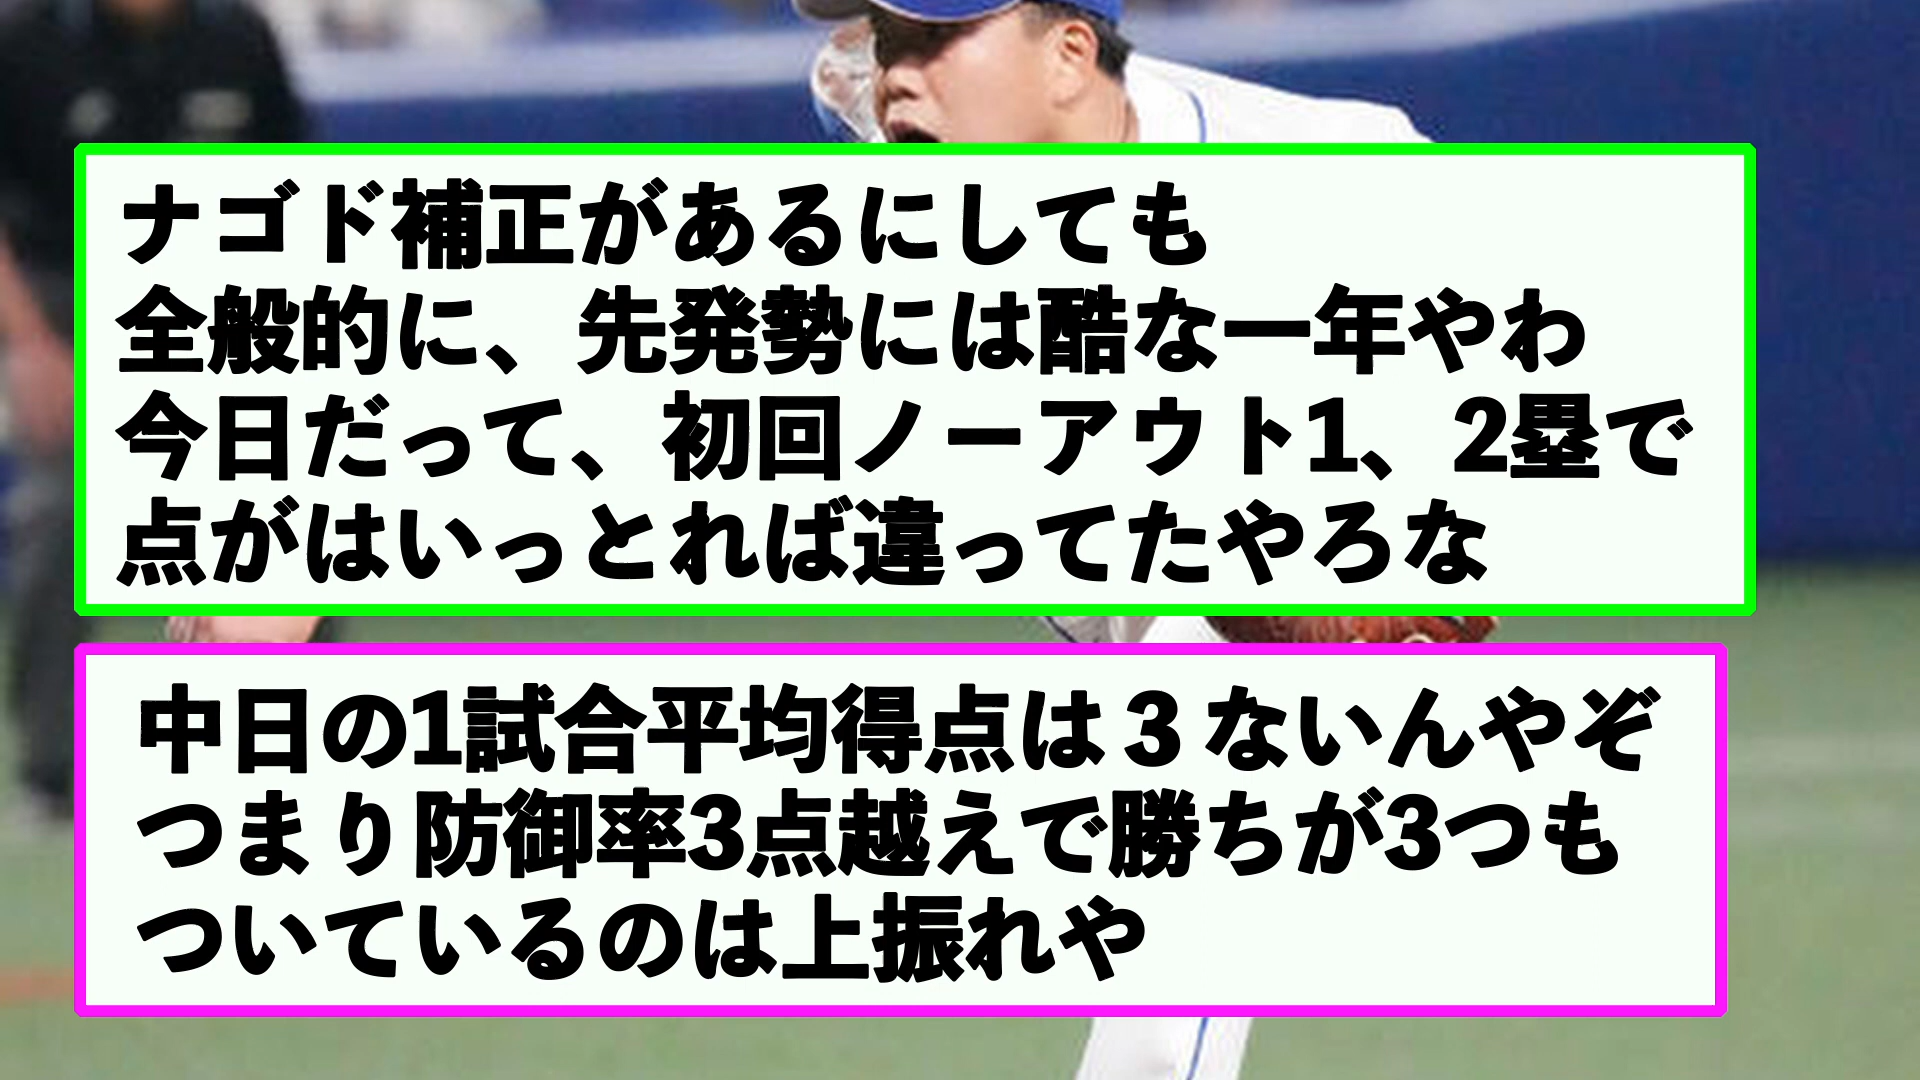 ナゴド補正があるにしても
全般的に、先発勢には酷な一年やわ
今日だって、初回ノーアウト1、2塁で
点がはいっとれば違ってたやろな
中日の1試合平均得点は３ないんやぞ
つまり防御率3点越えで勝ちが3つも
ついているのは上振れや